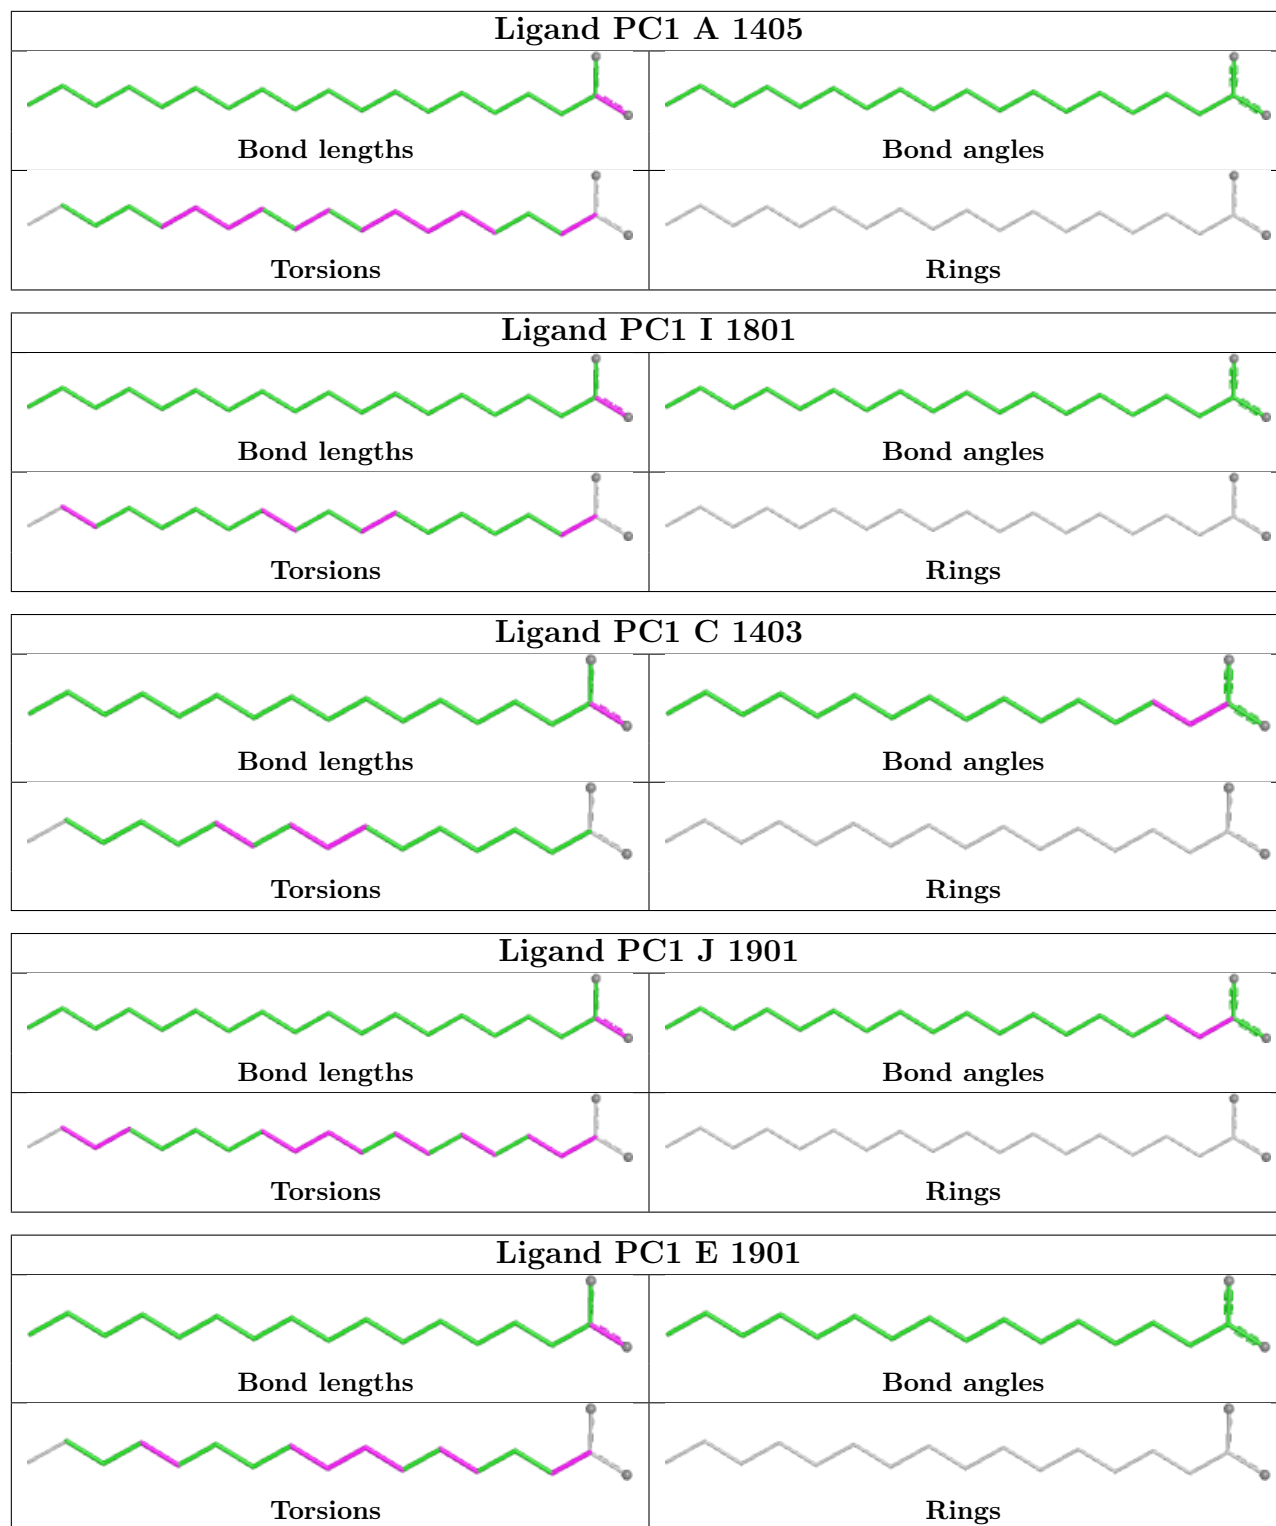 Ligand PC1 A 1405
Bond lengths
Bond angles
Torsions
Rings
Ligand PC1 I 1801
Bond lengths
Bond angles
Torsions
Rings
Ligand PC1 C 1403
Bond lengths
Bond angles
Torsions
Rings
Ligand PC1 J 1901
Bond lengths
Bond angles
Torsions
Rings
Ligand PC1 E 1901
Bond lengths
Bond angles
Torsions
Rings